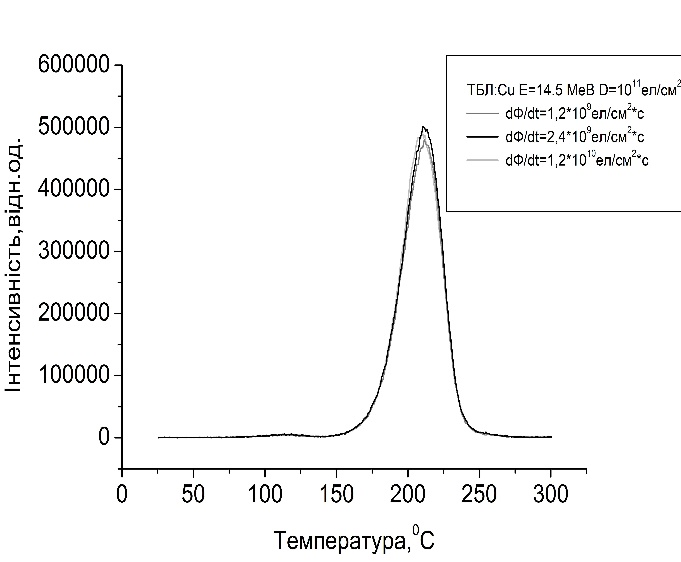 600000
500000
400000
300000
200000
100000
0
Інтенсивність,відн.од.
0 50 100 150 200 250 300
Температура,⁰C
ТБЛ:Cu E=14.5 МеВ D=10¹¹ел/см²
dФ/dt=1,2*10⁹ел/см²*с
dФ/dt=2,4*10⁹ел/см²*с
dФ/dt=1,2*10¹⁰ел/см²*с